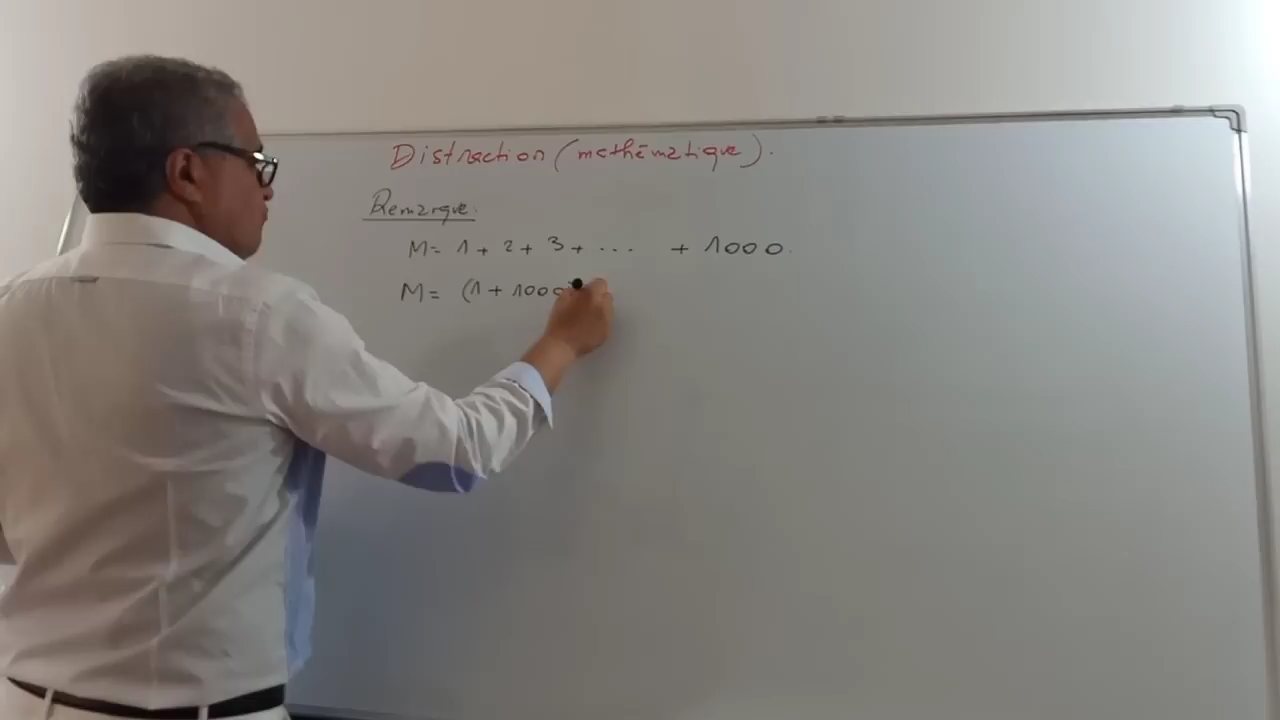 Distraction (mathématique).
Remarque.
M= 1 + 2 + 3 + ... + 1000.
M= (1 + 1000)